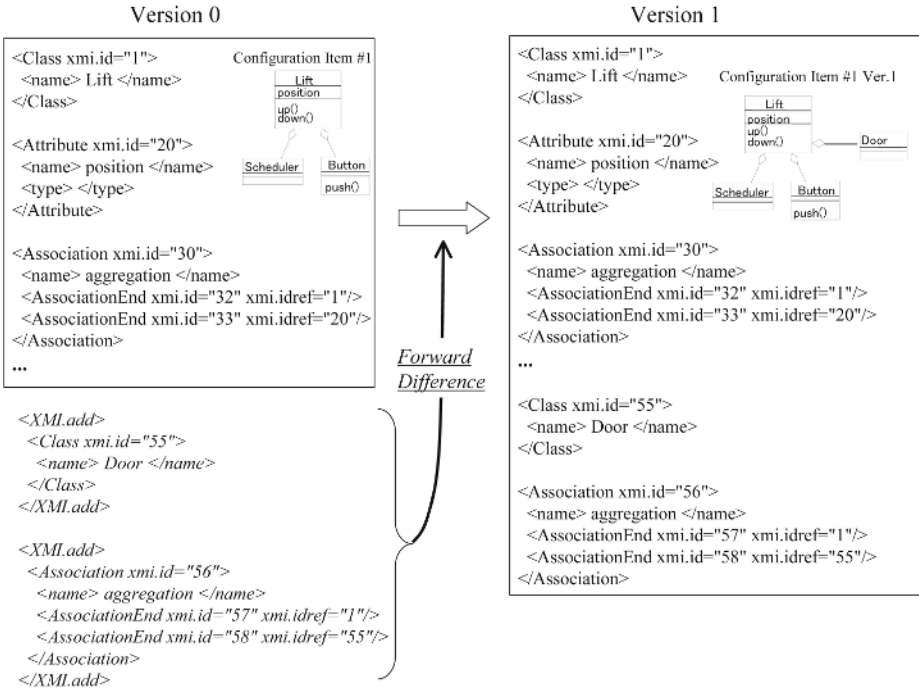 Version 0
<Class xmi.id="1">
<name> Lift </name>
</Class>
<Attribute xmi.id="20">
<name> position </name>
<type> </type>
</Attribute>
<Association xmi.id="30">
<name> aggregation </name>
<AssociationEnd xmi.id="32" xmi.idref="1"/>
<AssociationEnd xmi.id="33" xmi.idref="20"/>
</Association>
...
Configuration Item #1
Lift
position
up()
down()
Scheduler
Button
push()
<XMI.add>
<Class xmi.id="55">
<name> Door </name>
</Class>
</XMI.add>
<XMI.add>
<Association xmi.id="56">
<name> aggregation </name>
<AssociationEnd xmi.id="57" xmi.idref="1"/>
<AssociationEnd xmi.id="58" xmi.idref="55"/>
</Association>
</XMI.add>
Forward
Difference
Version 1
<Class xmi.id="1">
<name> Lift </name>
</Class>
<Attribute xmi.id="20">
<name> position </name>
<type> </type>
</Attribute>
<Association xmi.id="30">
<name> aggregation </name>
<AssociationEnd xmi.id="32" xmi.idref="1"/>
<AssociationEnd xmi.id="33" xmi.idref="20"/>
</Association>
...
<Class xmi.id="55">
<name> Door </name>
</Class>
<Association xmi.id="56">
<name> aggregation </name>
<AssociationEnd xmi.id="57" xmi.idref="1"/>
<AssociationEnd xmi.id="58" xmi.idref="55"/>
</Association>
Configuration Item #1 Ver.1
Lift
position
up()
down()
Door
Scheduler
Button
push()